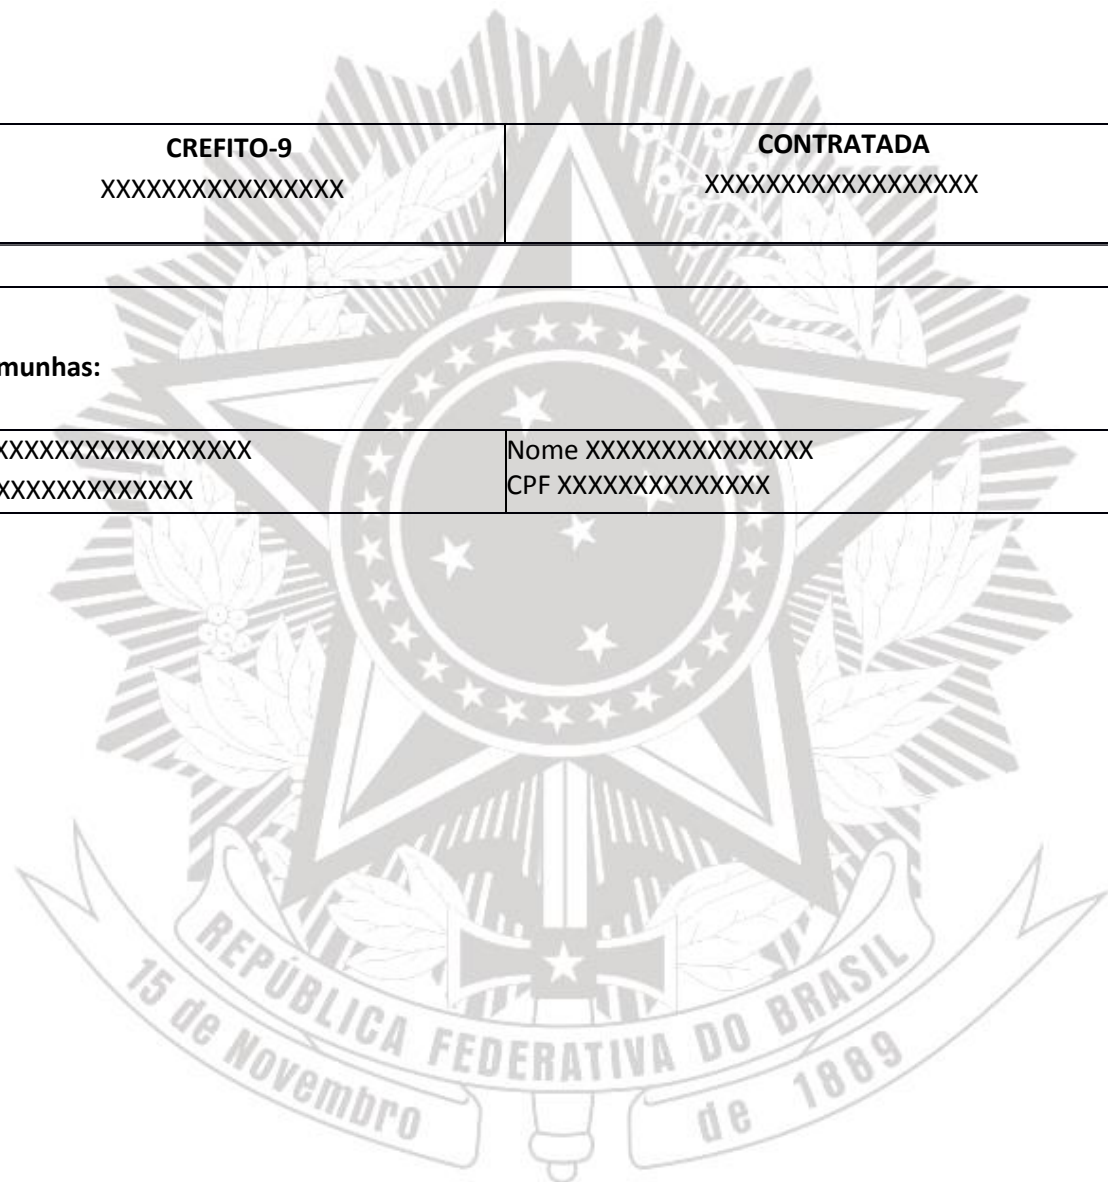 CREFITO-9
XXXXXXXXXXXXXXXX
CONTRATADA
XXXXXXXXXXXXXXXXXX
munhas:
XXXXXXXXXXXXXXXXX
XXXXXXXXXXXXX
Nome XXXXXXXXXXXXXXX
CPF XXXXXXXXXXXXXX
REPÚBLICA FEDERATIVA DO BRASIL
15 de Novembro de 1889